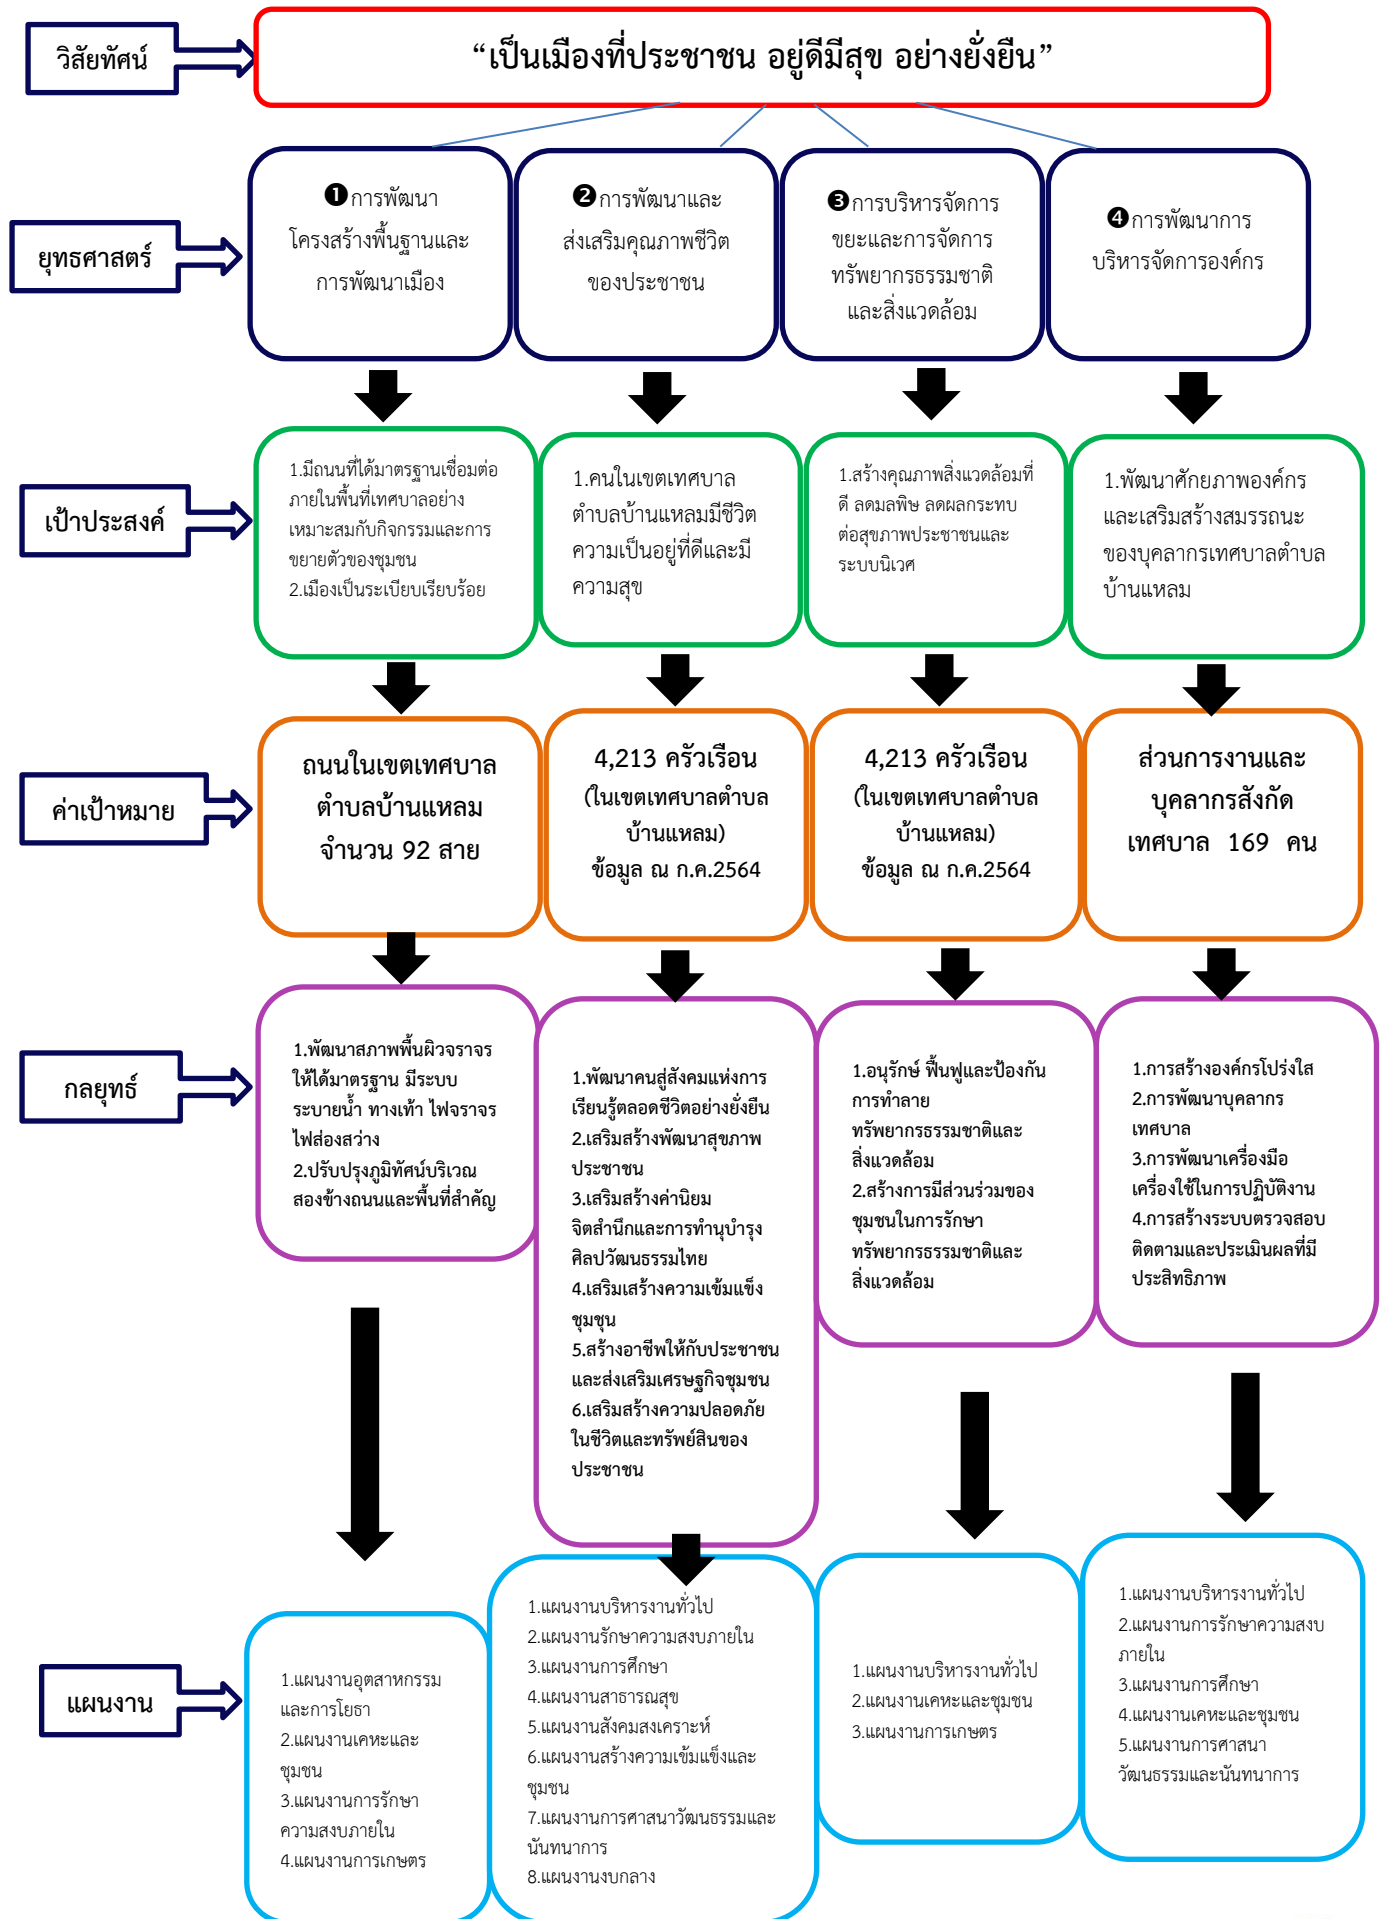 วิสัยทัศน์
“เป็นเมืองที่ประชาชน อยู่ดีมีสุข อย่างยั่งยืน”
ยุทธศาสตร์
❶การพัฒนา
โครงสร้างพื้นฐานและ
การพัฒนาเมือง
❷การพัฒนาและ
ส่งเสริมคุณภาพชีวิต
ของประชาชน
❸การบริหารจัดการ
ขยะและการจัดการ
ทรัพยากรธรรมชาติ
และสิ่งแวดล้อม
❹การพัฒนาการ
บริหารจัดการองค์กร
เป้าประสงค์
1.มีถนนที่ได้มาตรฐานเชื่อมต่อ
ภายในพื้นที่เทศบาลอย่าง
เหมาะสมกับกิจกรรมและการ
ขยายตัวของชุมชน
2.เมืองเป็นระเบียบเรียบร้อย
1.คนในเขตเทศบาล
ตำบลบ้านแหลมมีชีวิต
ความเป็นอยู่ที่ดีและมี
ความสุข
1.สร้างคุณภาพสิ่งแวดล้อมที่
ดี ลดมลพิษ ลดผลกระทบ
ต่อสุขภาพประชาชนและ
ระบบนิเวศ
1.พัฒนาศักยภาพองค์กร
และเสริมสร้างสมรรถนะ
ของบุคลากรเทศบาลตำบล
บ้านแหลม
ค่าเป้าหมาย
ถนนในเขตเทศบาล
ตำบลบ้านแหลม
จำนวน 92 สาย
4,213 ครัวเรือน
(ในเขตเทศบาลตำบล
บ้านแหลม)
ข้อมูล ณ ก.ค.2564
4,213 ครัวเรือน
(ในเขตเทศบาลตำบล
บ้านแหลม)
ข้อมูล ณ ก.ค.2564
ส่วนการงานและ
บุคลากรสังกัด
เทศบาล 169 คน
กลยุทธ์
1.พัฒนาสภาพพื้นผิวจราจร
ให้ได้มาตรฐาน มีระบบ
ระบายน้ำ ทางเท้า ไฟจราจร
ไฟส่องสว่าง
2.ปรับปรุงภูมิทัศน์บริเวณ
สองข้างถนนและพื้นที่สำคัญ
1.พัฒนาคนสู่สังคมแห่งการ
เรียนรู้ตลอดชีวิตอย่างยั่งยืน
2.เสริมสร้างพัฒนาสุขภาพ
ประชาชน
3.เสริมสร้างค่านิยม
จิตสำนึกและการทำนุบำรุง
ศิลปวัฒนธรรมไทย
4.เสริมเสร้างความเข้มแข็ง
ชุมชุน
5.สร้างอาชีพให้กับประชาชน
และส่งเสริมเศรษฐกิจชุมชน
6.เสริมสร้างความปลอดภัย
ในชีวิตและทรัพย์สินของ
ประชาชน
1.อนุรักษ์ ฟื้นฟูและป้องกัน
การทำลาย
ทรัพยากรธรรมชาติและ
สิ่งแวดล้อม
2.สร้างการมีส่วนร่วมของ
ชุมชนในการรักษา
ทรัพยากรธรรมชาติและ
สิ่งแวดล้อม
1.การสร้างองค์กรโปร่งใส
2.การพัฒนาบุคลากร
เทศบาล
3.การพัฒนาเครื่องมือ
เครื่องใช้ในการปฏิบัติงาน
4.การสร้างระบบตรวจสอบ
ติดตามและประเมินผลที่มี
ประสิทธิภาพ
แผนงาน
1.แผนงานอุตสาหกรรม
และการโยธา
2.แผนงานเคหะและ
ชุมชน
3.แผนงานการรักษา
ความสงบภายใน
4.แผนงานการเกษตร
1.แผนงานบริหารงานทั่วไป
2.แผนงานรักษาความสงบภายใน
3.แผนงานการศึกษา
4.แผนงานสาธารณสุข
5.แผนงานสังคมสงเคราะห์
6.แผนงานสร้างความเข้มแข็งและ
ชุมชน
7.แผนงานการศาสนาวัฒนธรรมและ
นันทนาการ
8.แผนงานงบกลาง
1.แผนงานบริหารงานทั่วไป
2.แผนงานเคหะและชุมชน
3.แผนงานการเกษตร
1.แผนงานบริหารงานทั่วไป
2.แผนงานการรักษาความสงบ
ภายใน
3.แผนงานการศึกษา
4.แผนงานเคหะและชุมชน
5.แผนงานการศาสนา
วัฒนธรรมและนันทนาการ